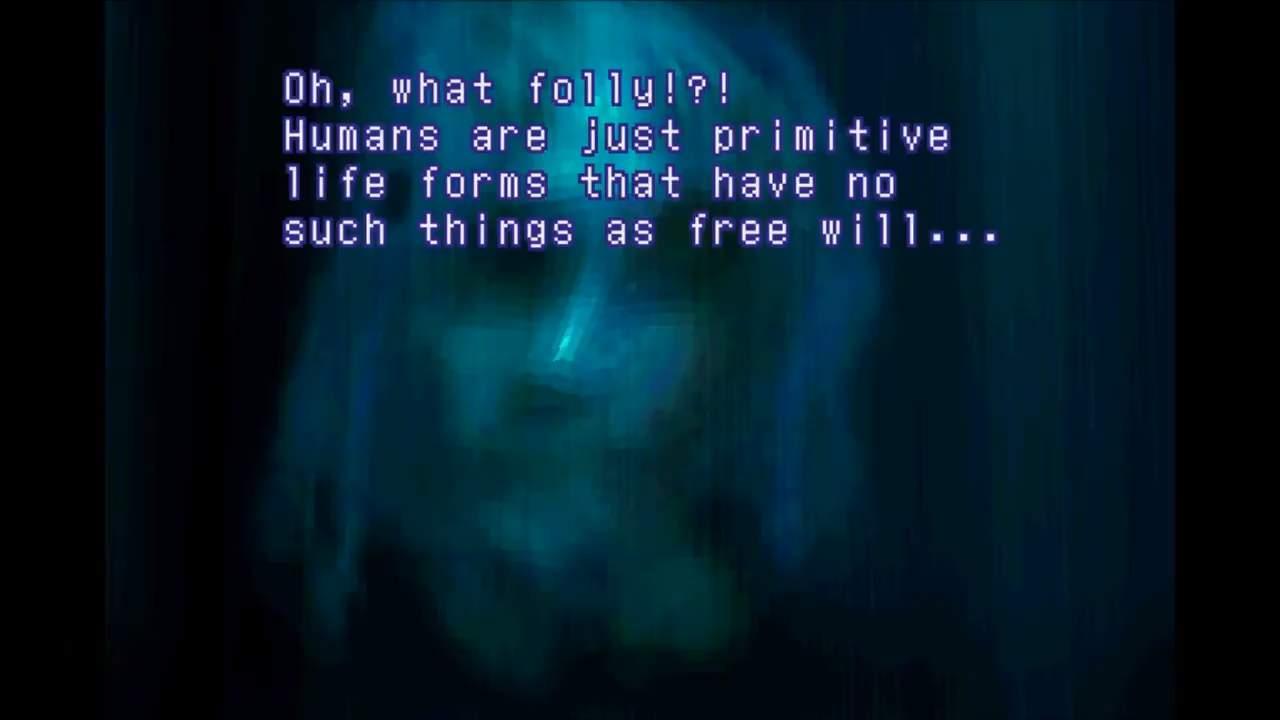 Oh, what folly!?!
Humans are just primitive
life forms that have no
such things as free will...